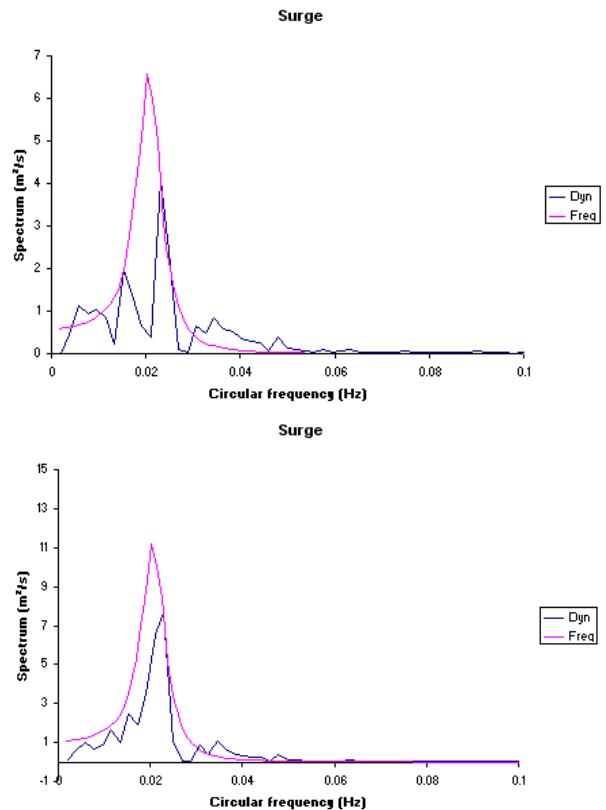 Surge
7
6
5
4
3
2
1
0
Spectrum (m²/s)
0 0.02 0.04 0.06 0.08 0.1
Circular frequency (Hz)
Dyn
Freq
Surge
15
13
11
9
7
5
3
1
-1
Spectrum (m²/s)
0 0.02 0.04 0.06 0.08 0.1
Circular frequency (Hz)
Dyn
Freq